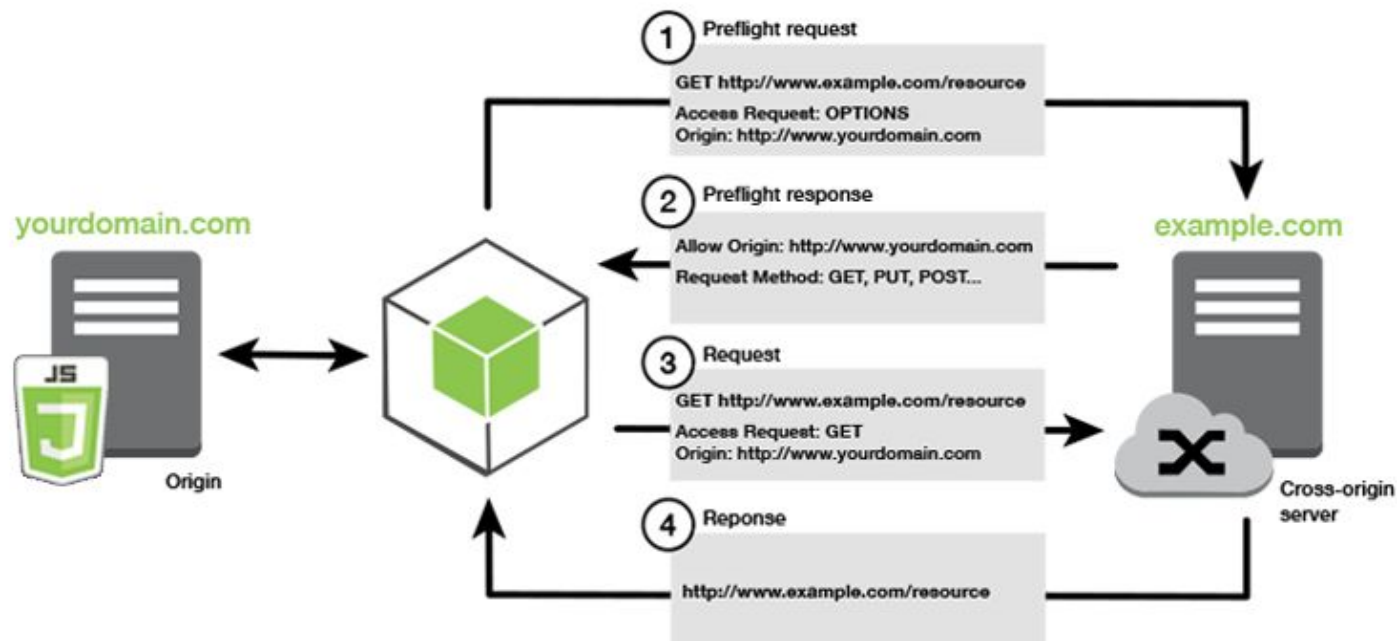 1 Preflight request
GET http://www.example.com/resource
Access Request: OPTIONS
Origin: http://www.yourdomain.com
2 Preflight response
Allow Origin: http://www.yourdomain.com
Request Method: GET, PUT, POST...
yourdomain.com
JS
Origin
example.com
3 Request
GET http://www.example.com/resource
Access Request: GET
Origin: http://www.yourdomain.com
Cross-origin
server
4 Reponse
http://www.example.com/resource